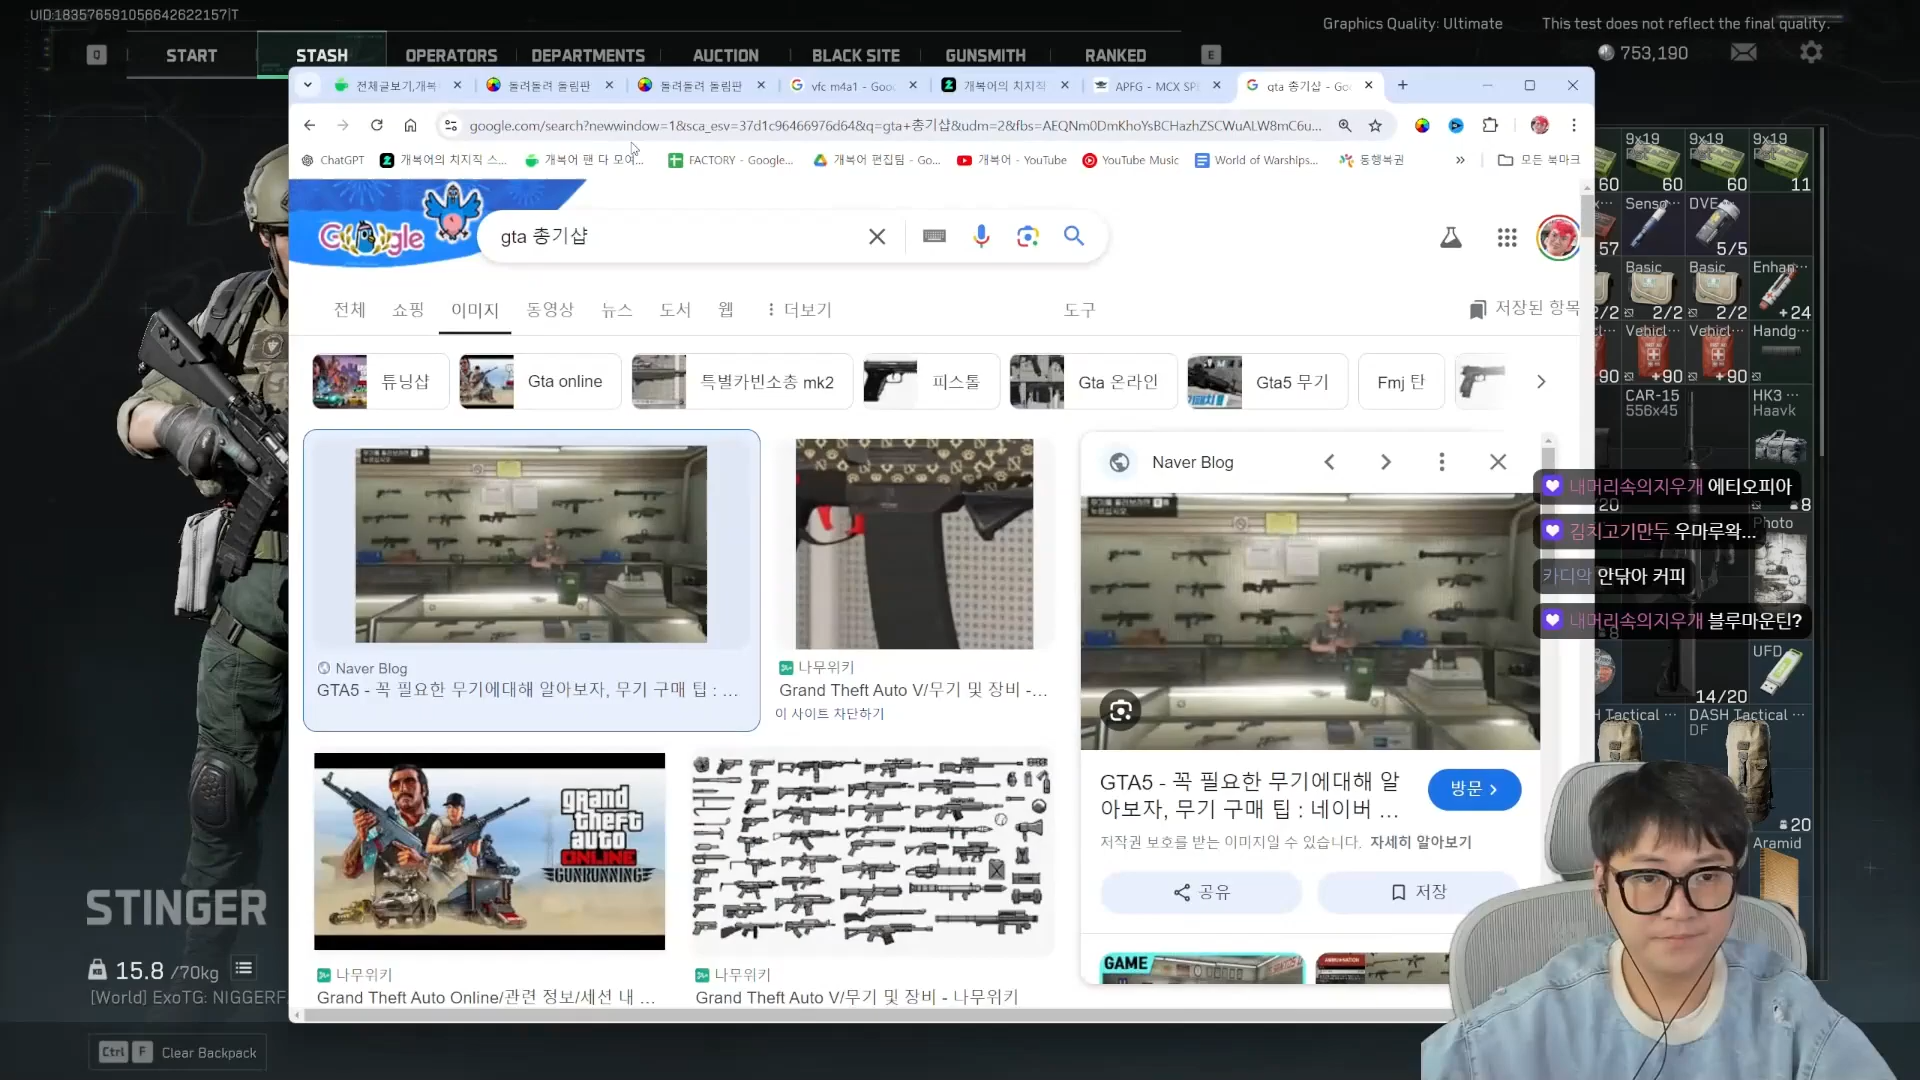 UID:183576591056642622157|T
Graphics Quality: Ultimate
This test does not reflect the final quality.
Q
START
STASH
OPERATORS
DEPARTMENTS
AUCTION
BLACK SITE
GUNSMITH
RANKED
E
753,190
전체글보기,개복
돌려돌려 돌림판
돌려돌려 돌림판
vfc m4a1 - Goo
개복어의 치지직
APFG - MCX SP
gta 총기샵 - Go
google.com/search?newwindow=1&sca_esv=37d1c96466976d64&q=gta+총기샵&udm=2&fbs=AEQNm0DmKhoYsBCHazhZSCWuALW8mC6u...
ChatGPT
개복어의 치지직 스...
개복어 팬 다 모여...
FACTORY - Google...
개복어 편집팀 - Go...
개복어 - YouTube
YouTube Music
World of Warships...
동행복권
모든 북마크
Google
gta 총기샵
전체
쇼핑
이미지
동영상
뉴스
도서
웹
더보기
도구
저장된 항목
튜닝샵
Gta online
특별카빈소총 mk2
피스톨
Gta 온라인
Gta5 무기
Fmj 탄
Naver Blog
GTA5 - 꼭 필요한 무기에대해 알아보자, 무기 구매 팁 : ...
나무위키
Grand Theft Auto V/무기 및 장비 -...
이 사이트 차단하기
grand
theft
auto
ONLINE
GUNRUNNING
나무위키
Grand Theft Auto Online/관련 정보/세션 내 ...
나무위키
Grand Theft Auto V/무기 및 장비 - 나무위키
Naver Blog
GTA5 - 꼭 필요한 무기에대해 알
아보자, 무기 구매 팁 : 네이버 ...
방문
저작권 보호를 받는 이미지일 수 있습니다. 자세히 알아보기
공유
저장
GAME
9x19
9x19
9x19
60
60
60
11
Senso...
DVE
57
5/5
Basic
Basic
Enhan...
2/2
2/2
2/2
+24
Vehicl...
Vehicl...
Handg...
90
+90
+90
CAR-15
556x45
HK3 ...
Haavk
내머리속의지우개 에티오피아
20
8
김치고기만두 우마루왁...
Photo
카디악 안닦아 커피
내머리속의지우개 블루마운틴?
8
UFD
14/20
H Tactical ...
DASH Tactical ...
DF
20
Aramid
STINGER
15.8 /70kg
[World] ExoTG: NIGGERF
Ctrl F Clear Backpack